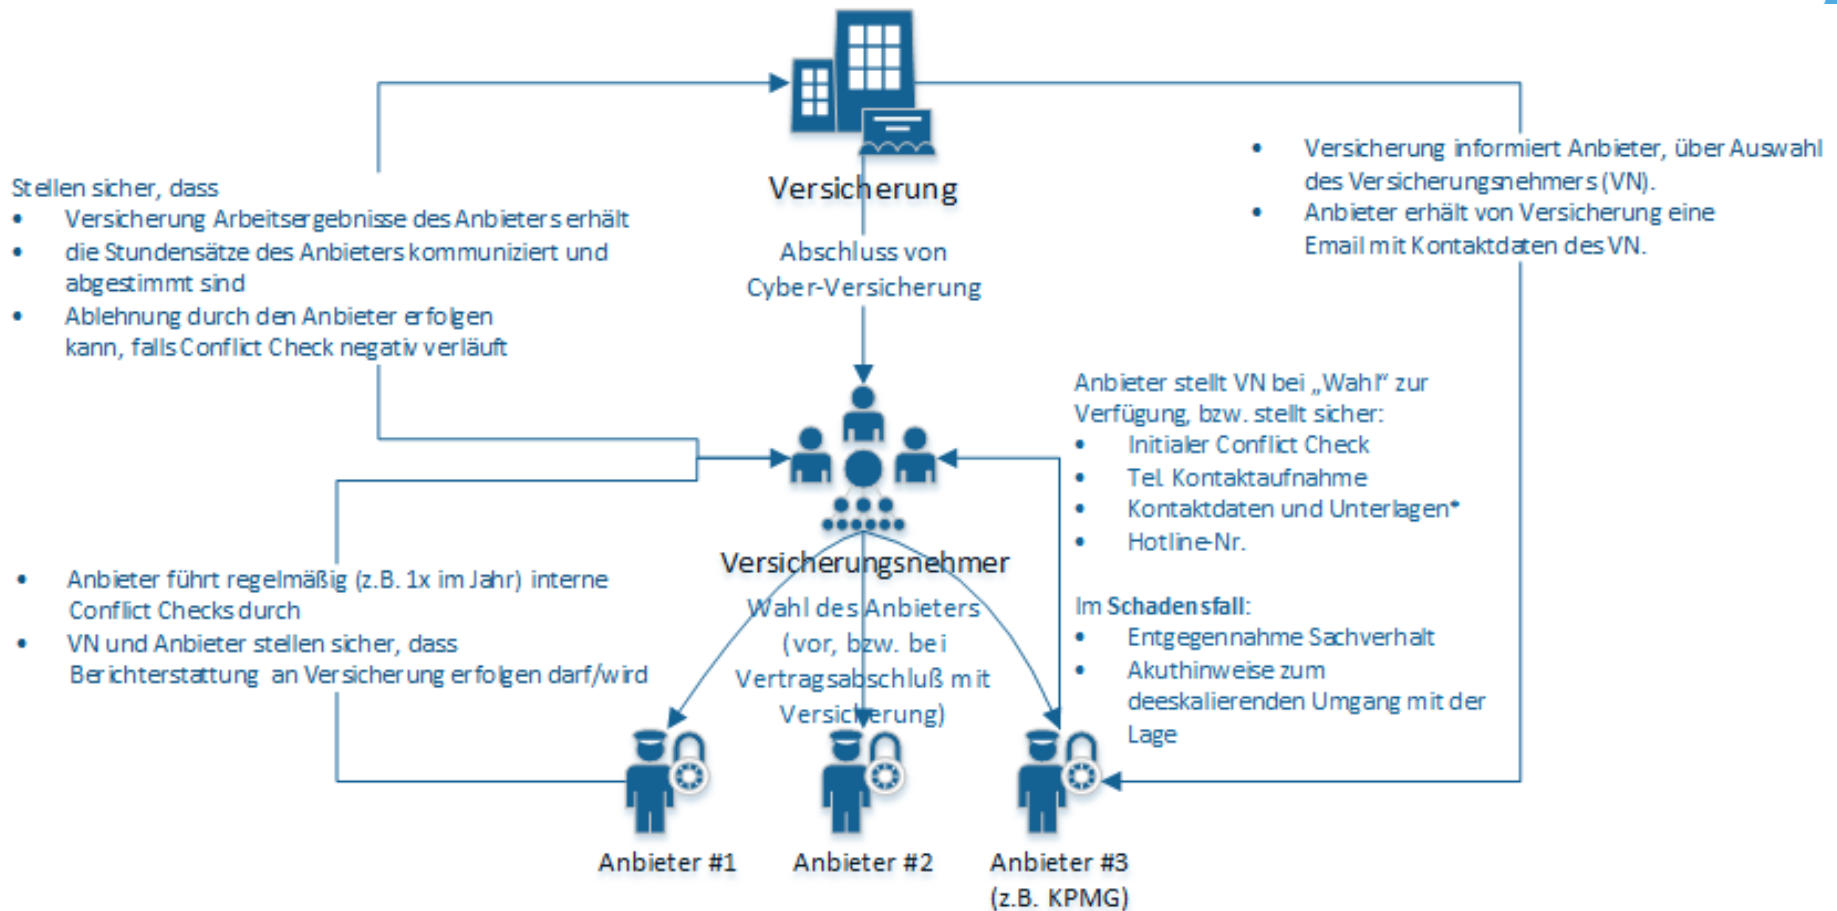 Versicherung
Abschluss von
Cyber-Versicherung
Stellen sicher, dass
• Versicherung Arbeitsergebnisse des Anbieters erhält
• die Stundensätze des Anbieters kommuniziert und
abgestimmt sind
• Ablehnung durch den Anbieter erfolgen
kann, falls Conflict Check negativ verläuft
• Versicherung informiert Anbieter, über Auswahl
des Versicherungsnehmers (VN).
• Anbieter erhält von Versicherung eine
Email mit Kontaktdaten des VN.
Anbieter stellt VN bei „Wahl“ zur
Verfügung, bzw. stellt sicher:
• Initialer Conflict Check
• Tel. Kontaktaufnahme
• Kontaktdaten und Unterlagen*
• Hotline-Nr.
Im Schadensfall:
• Entgegennahme Sachverhalt
• Akuthinweise zum
deeskalierenden Umgang mit der
Lage
Versicherungsnehmer
Wahl des Anbieters
(vor, bzw. bei
Vertragsabschluß mit
Versicherung)
• Anbieter führt regelmäßig (z.B. 1x im Jahr) interne
Conflict Checks durch
• VN und Anbieter stellen sicher, dass
Berichterstattung an Versicherung erfolgen darf/wird
Anbieter #1
Anbieter #2
Anbieter #3
(z.B. KPMG)